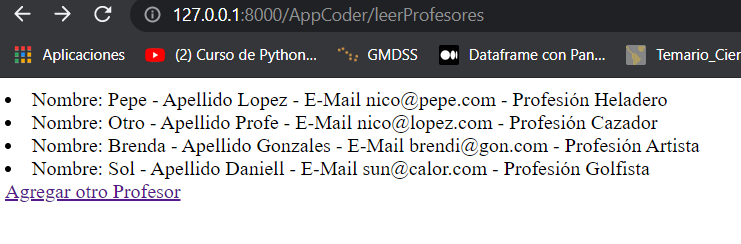 127.0.0.1:8000/AppCoder/leerProfesores
Aplicaciones (2) Curso de Python... GMDSS Dataframe con Pan... Temario_Cien
Nombre: Pepe - Apellido Lopez - E-Mail nico@pepe.com - Profesión Heladero
Nombre: Otro - Apellido Profe - E-Mail nico@lopez.com - Profesión Cazador
Nombre: Brenda - Apellido Gonzales - E-Mail brendi@gon.com - Profesión Artista
Nombre: Sol - Apellido Daniell - E-Mail sun@calor.com - Profesión Golfista
Agregar otro Profesor